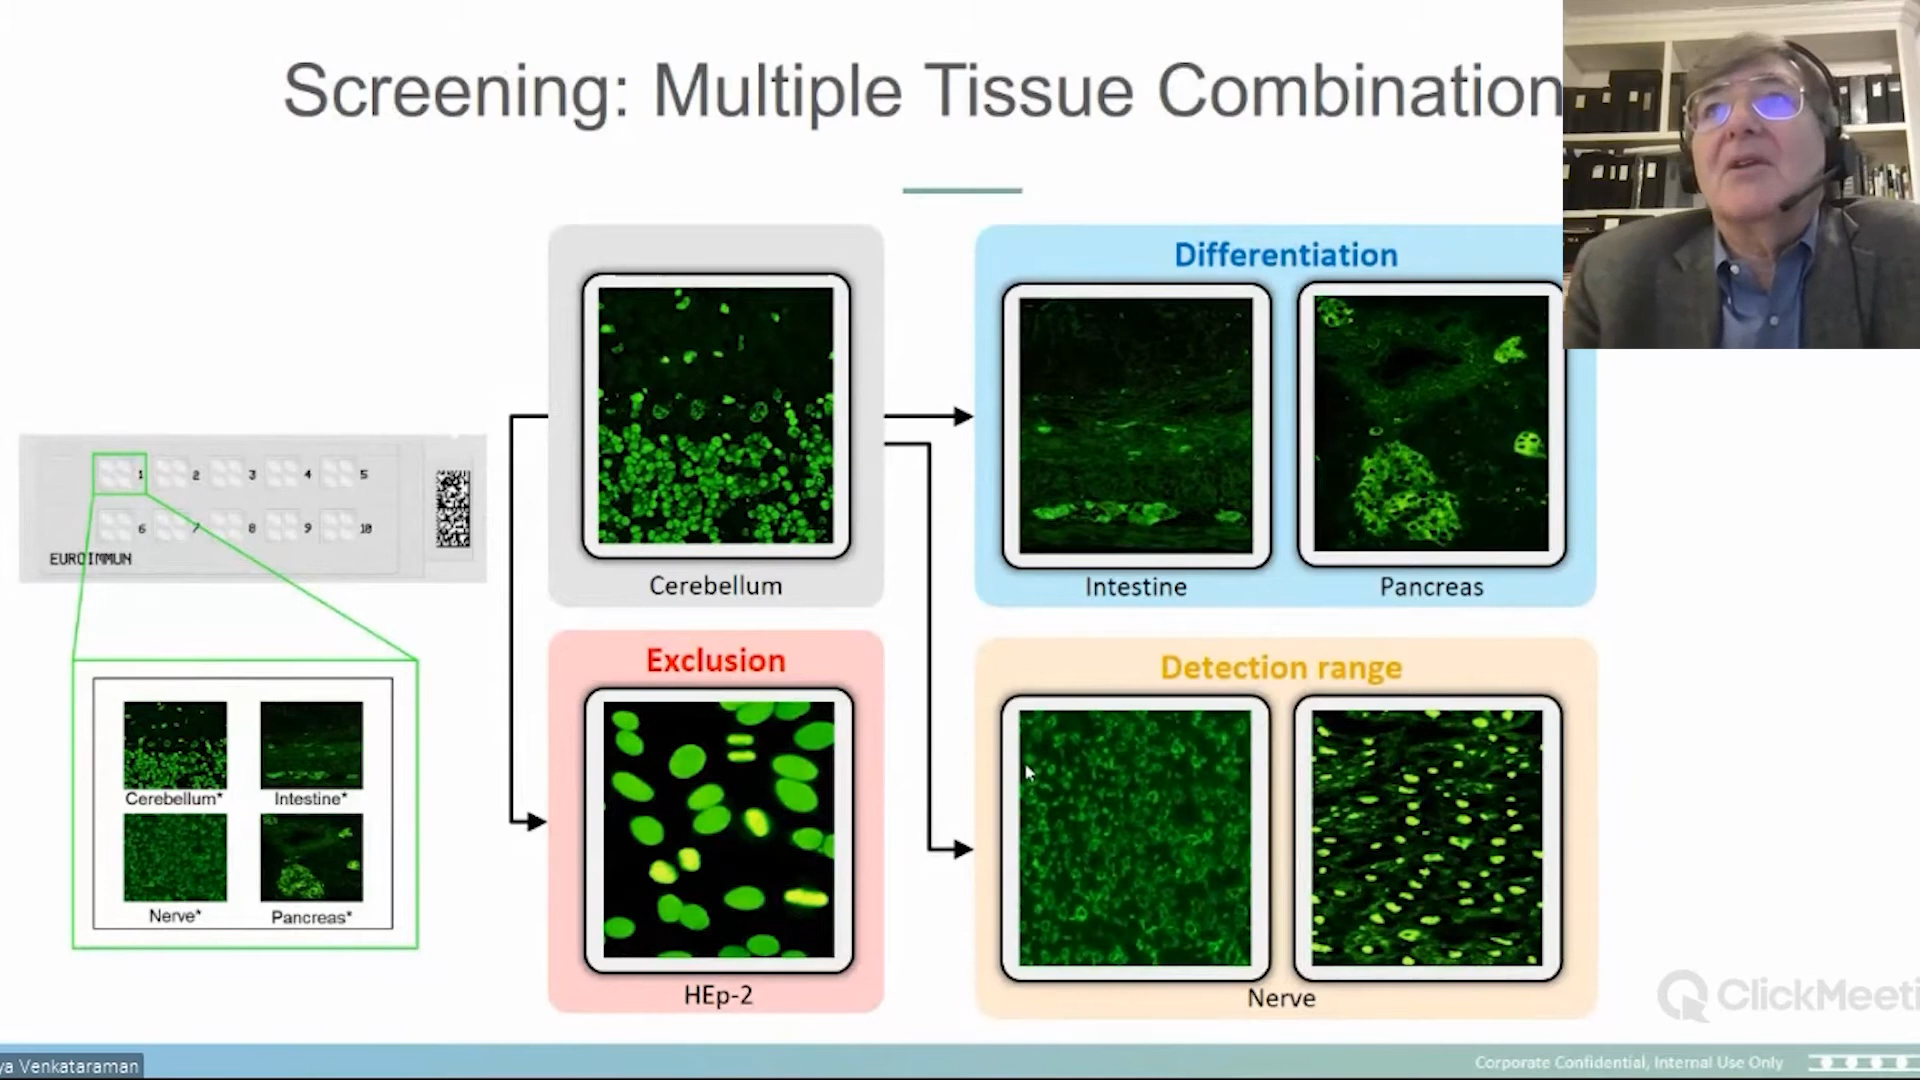 Screening: Multiple Tissue Combination
Differentiation
Intestine
Pancreas
Cerebellum
1 2 3 4 5
6 7 8 9 10
EUROIMMUN
Cerebellum*
Intestine*
Nerve*
Pancreas*
Exclusion
HEp-2
Detection range
Nerve
ClickMeeti
ya Venkataraman
Corporate Confidential, Internal Use Only